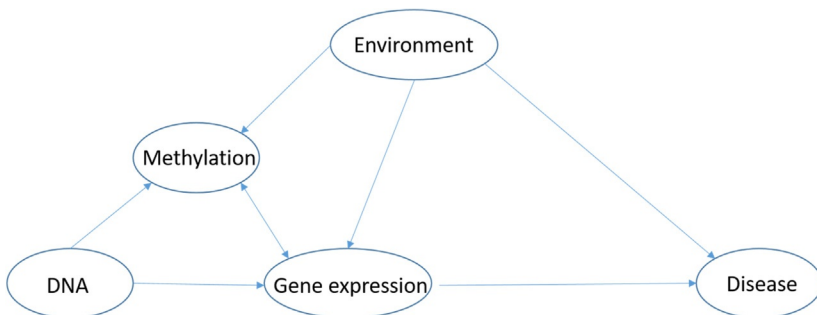 Environment
Methylation
DNA
Gene expression
Disease